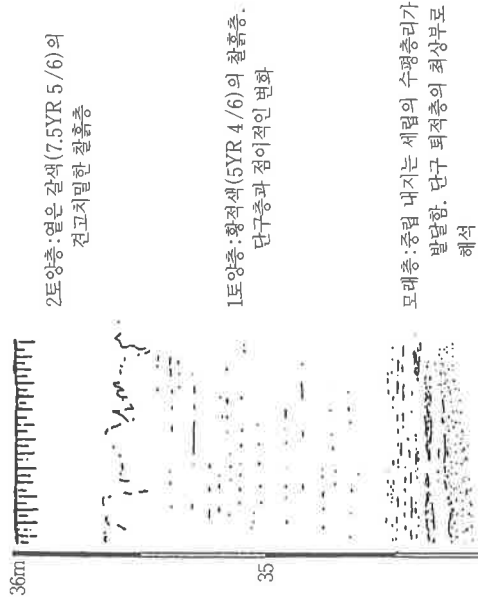 36m
2토양층:옅은 갈색(7.5YR 5/6)의
견고치밀한 찰흙층
35
1토양층:황적색(5YR 4/6)의 찰흙층.
단구층과 점이적인 변화
모래층:중립 내지는 세립의 수평층리가
발달함. 단구 퇴적층의 최상부로
해석